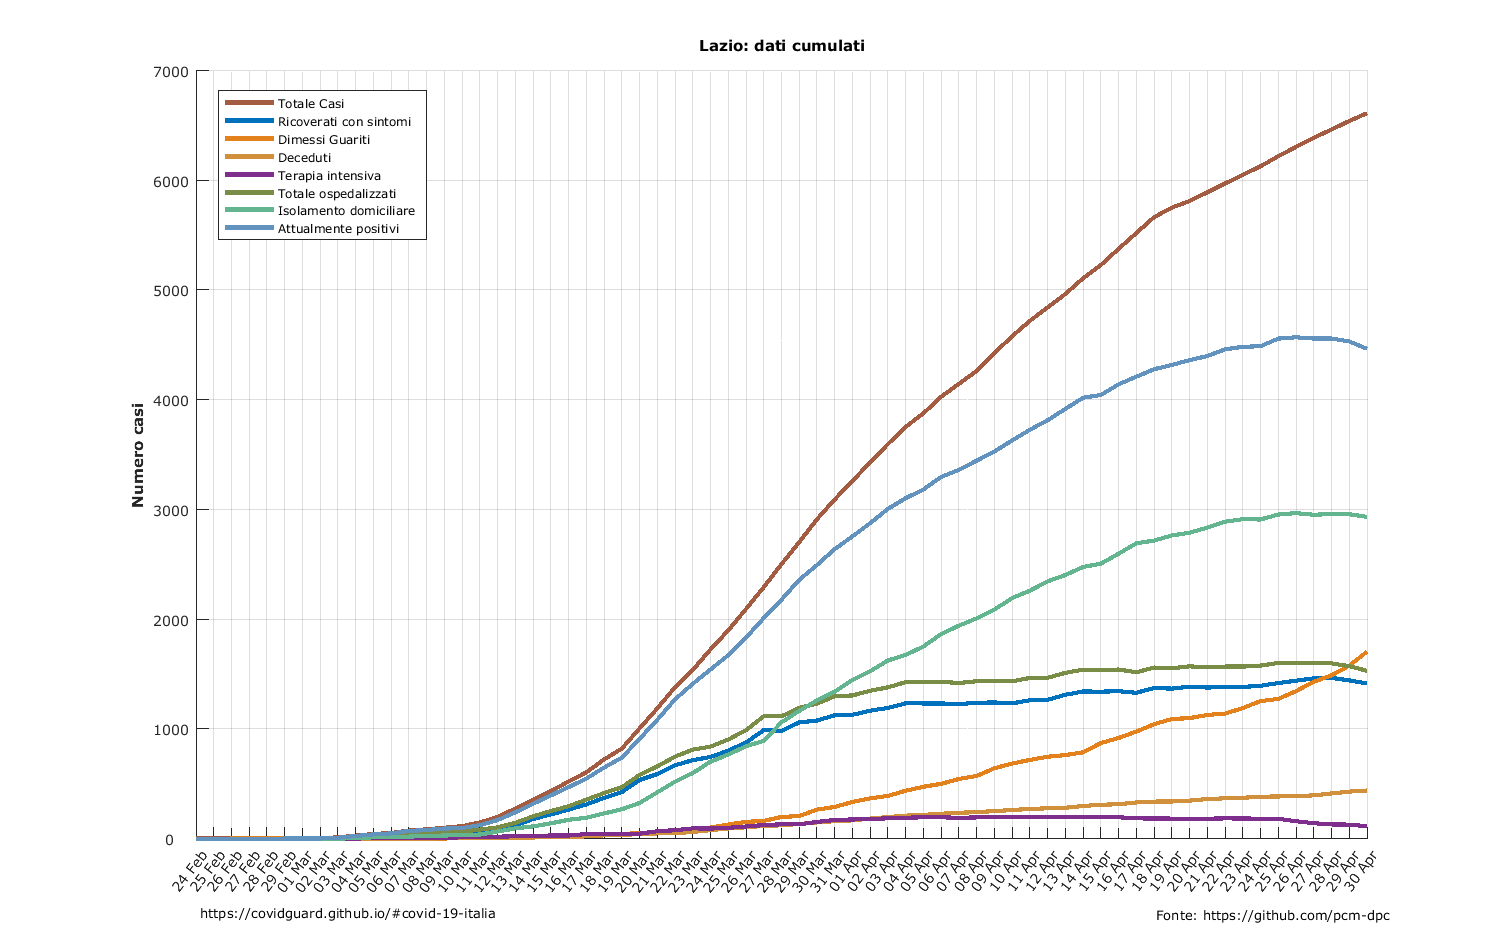 Lazio: dati cumulati
Numero casi
7000
6000
5000
4000
3000
2000
1000
0
Totale Casi
Ricoverati con sintomi
Dimessi Guariti
Deceduti
Terapia intensiva
Totale ospedalizzati
Isolamento domiciliare
Attualmente positivi
24 Feb
25 Feb
26 Feb
27 Feb
28 Feb
29 Feb
01 Mar
02 Mar
03 Mar
04 Mar
05 Mar
06 Mar
07 Mar
08 Mar
09 Mar
10 Mar
11 Mar
12 Mar
13 Mar
14 Mar
15 Mar
16 Mar
17 Mar
18 Mar
19 Mar
20 Mar
21 Mar
22 Mar
23 Mar
24 Mar
25 Mar
26 Mar
27 Mar
28 Mar
29 Mar
30 Mar
31 Mar
01 Apr
02 Apr
03 Apr
04 Apr
05 Apr
06 Apr
07 Apr
08 Apr
09 Apr
10 Apr
11 Apr
12 Apr
13 Apr
14 Apr
15 Apr
16 Apr
17 Apr
18 Apr
19 Apr
20 Apr
21 Apr
22 Apr
23 Apr
24 Apr
25 Apr
26 Apr
27 Apr
28 Apr
29 Apr
30 Apr
https://covidguard.github.io/#covid-19-italia
Fonte: https://github.com/pcm-dpc